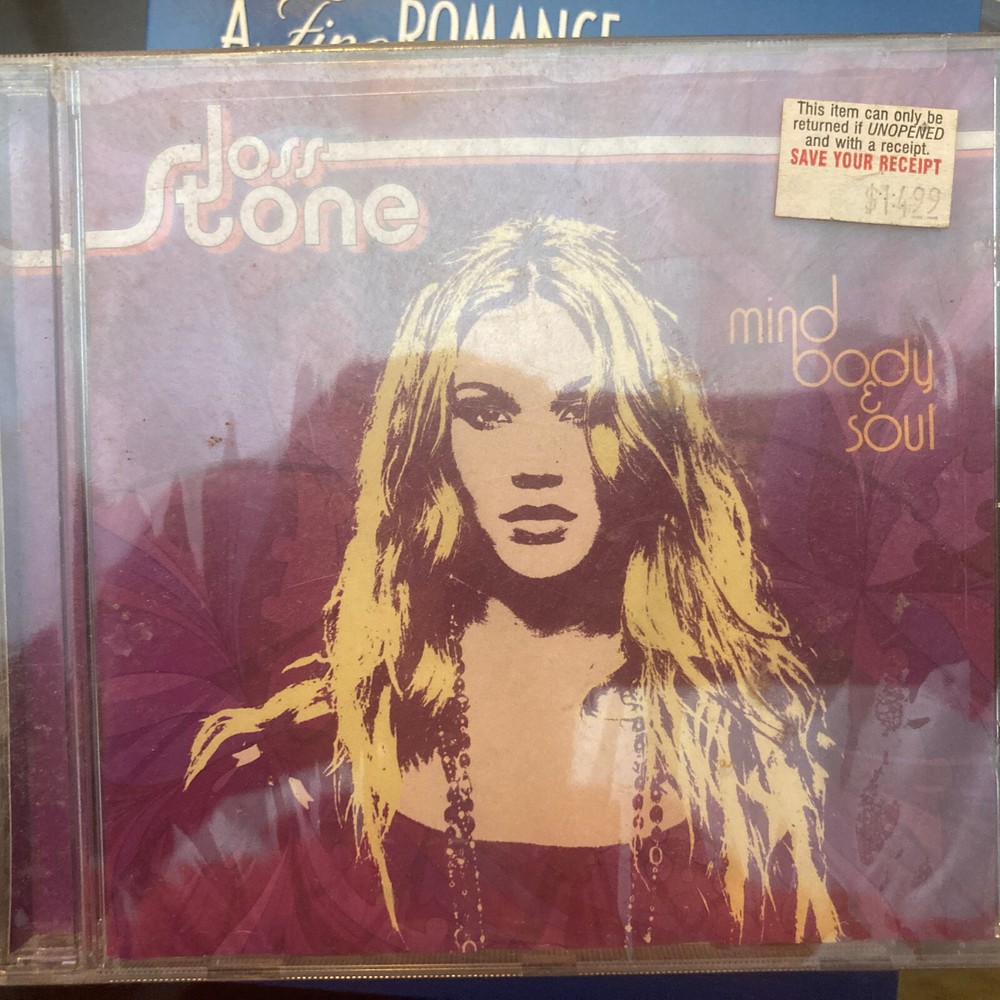 A Fine ROMANCE
Joss
Stone
This item can only be
returned if UNOPENED
and with a receipt.
SAVE YOUR RECEIPT
$14.99
mind
body
&
soul